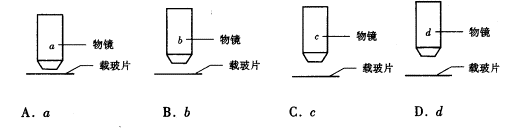 a 物镜 b 物镜 c 物镜 d 物镜
载玻片 载玻片 载玻片 载玻片
A. a B. b C. c D. d